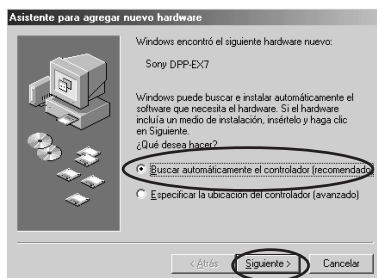 Asistente para agregar nuevo hardware
Windows encontró el siguiente hardware nuevo:
Sony DPP-EX7
Windows puede buscar e instalar automáticamente el
software que necesita el hardware. Si el hardware
incluía un medio de instalación, insértelo y haga clic
en Siguiente.
¿Qué desea hacer?
Buscar automáticamente el controlador (recomendado)
Especificar la ubicación del controlador (avanzado)
< Atrás Siguiente > Cancelar